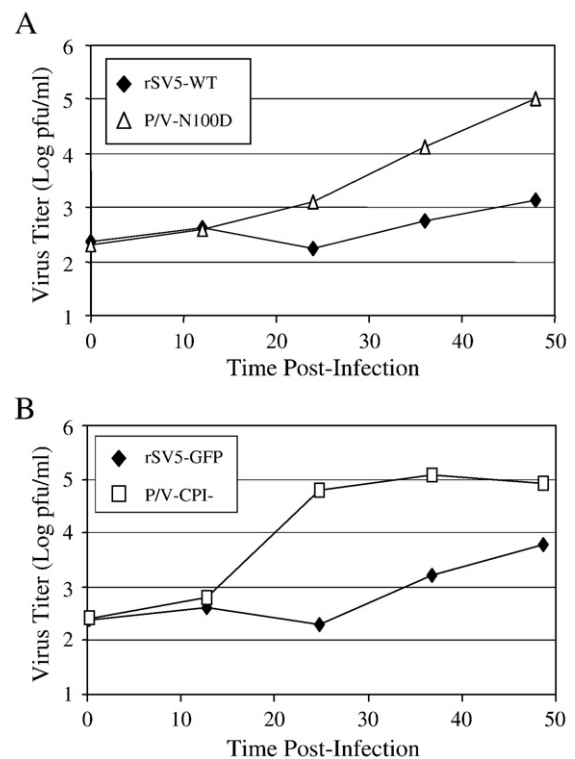 A
Virus Titer (Log pfu/ml)
6
5
4
3
2
1
rSV5-WT
P/V-N100D
0 10 20 30 40 50
Time Post-Infection
B
Virus Titer (Log pfu/ml)
6
5
4
3
2
1
rSV5-GFP
P/V-CPI-
0 10 20 30 40 50
Time Post-Infection